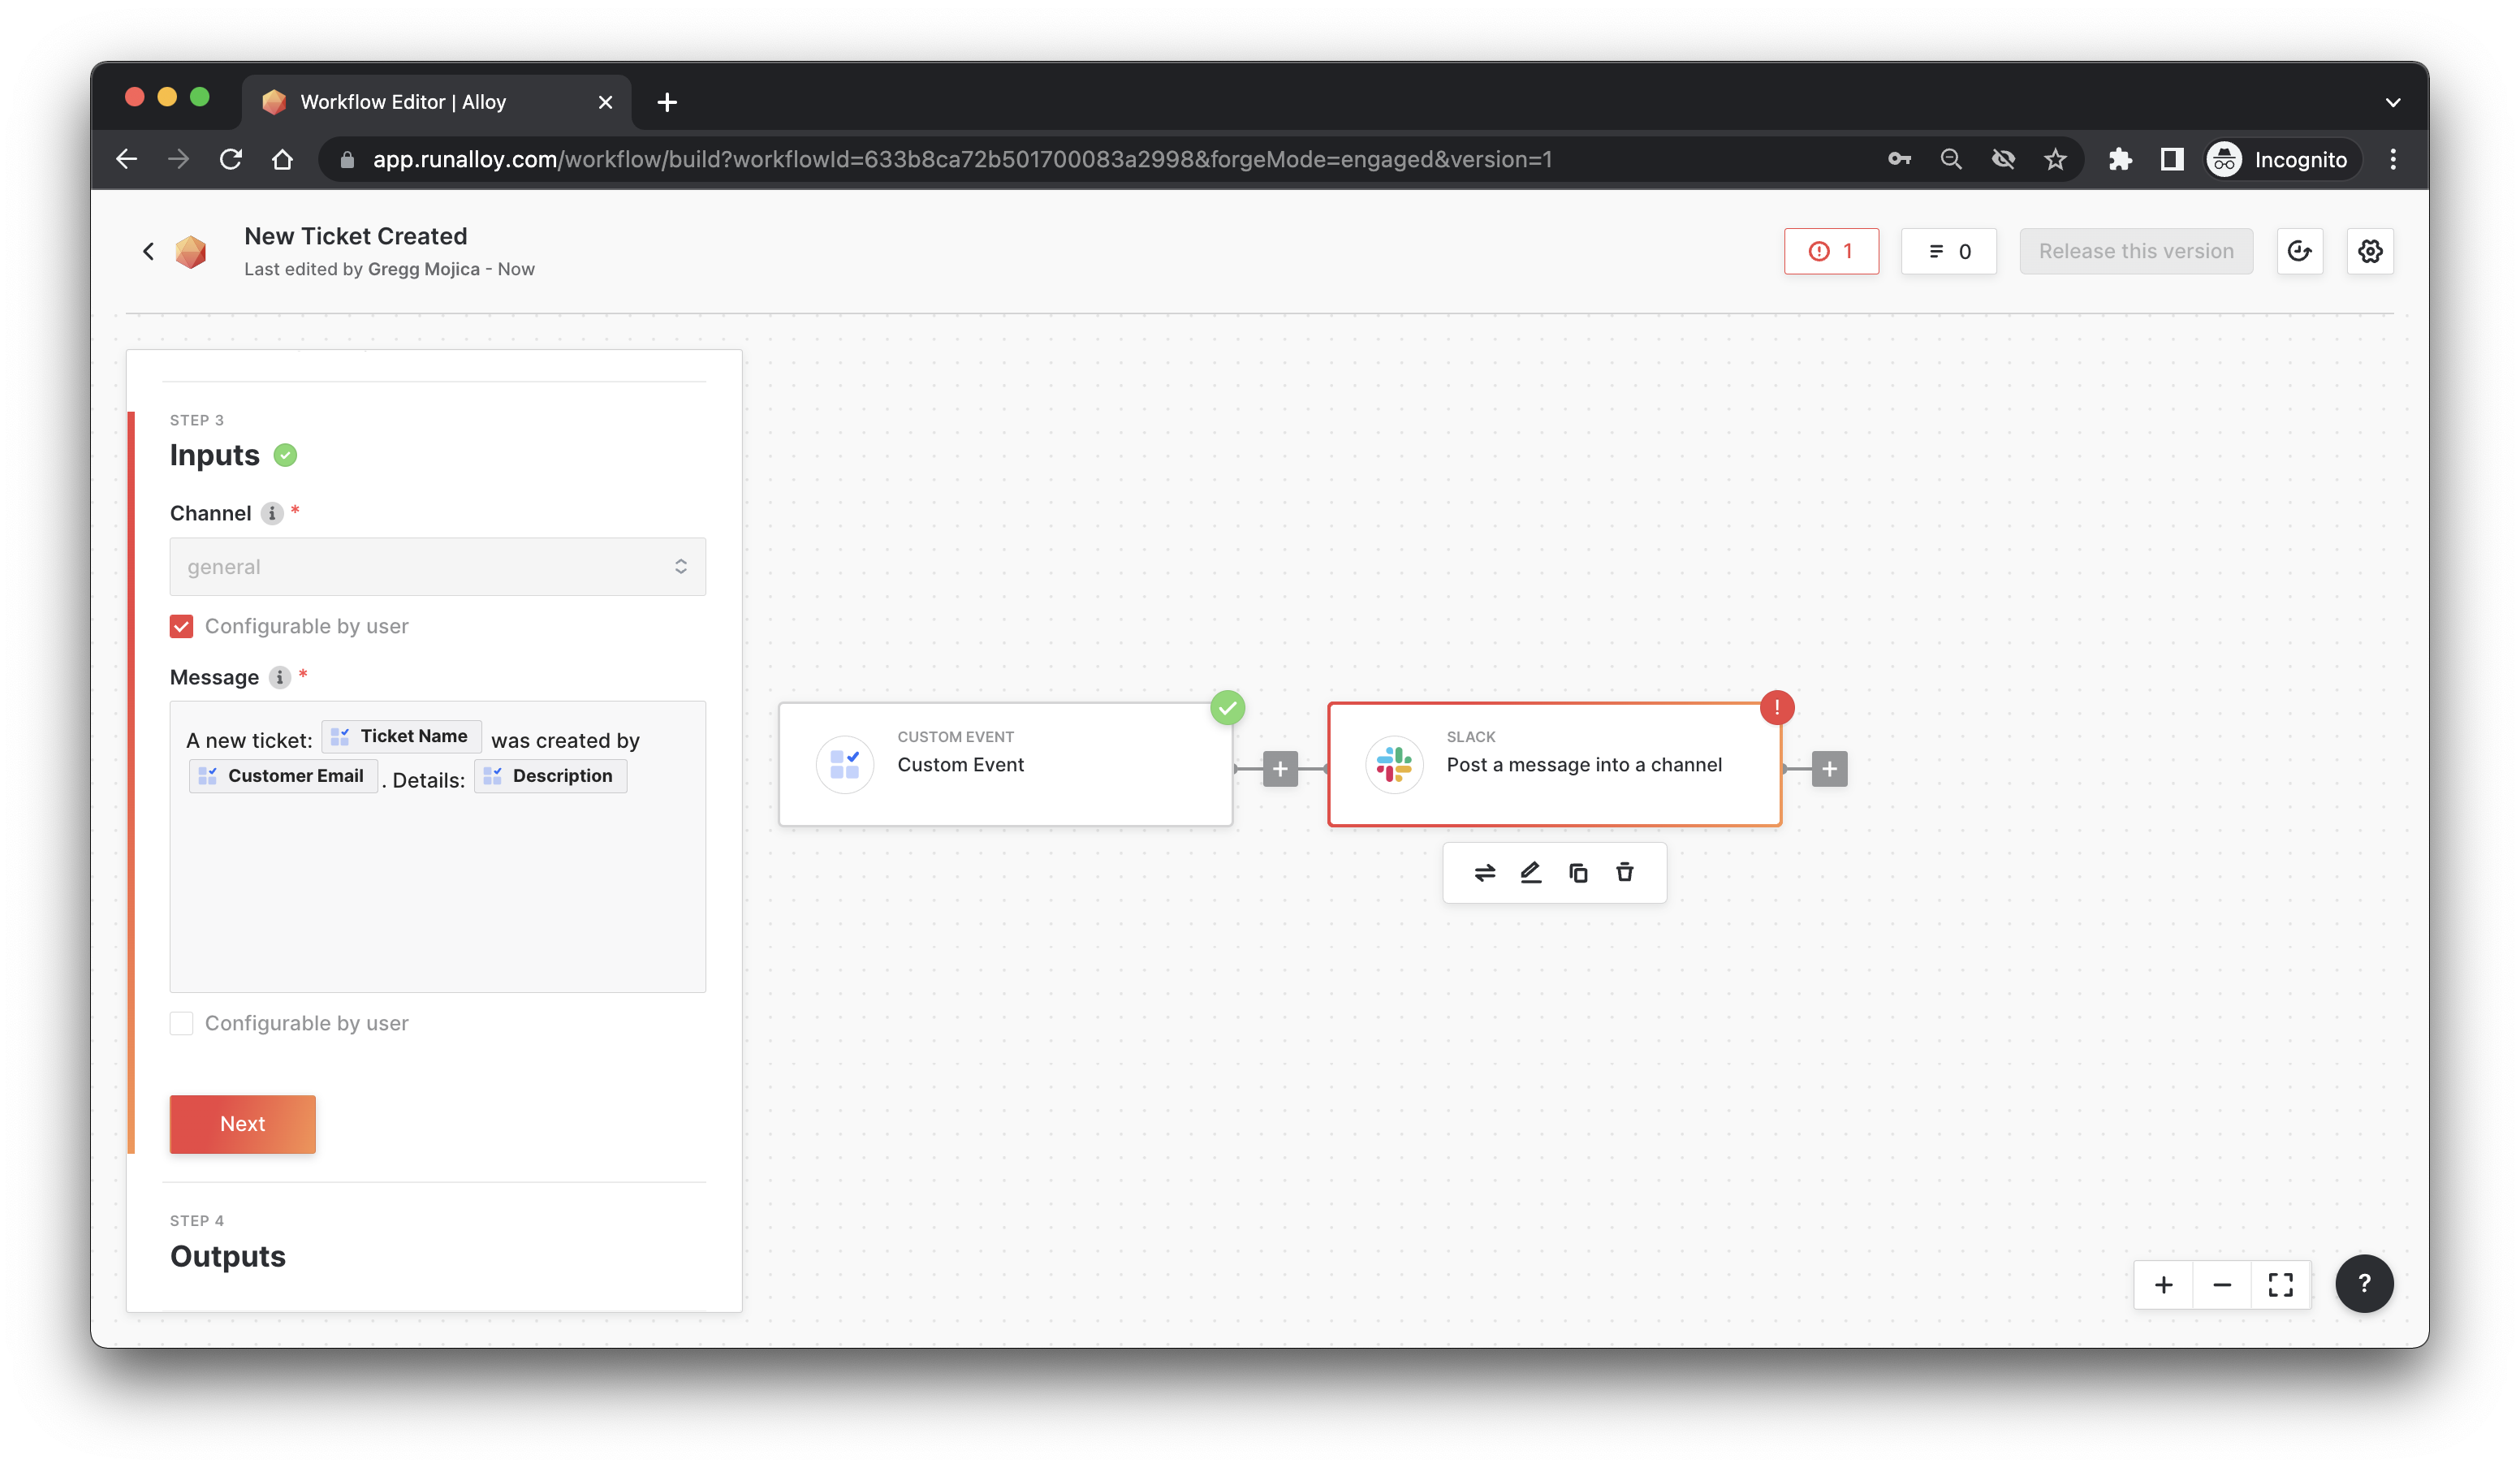 Workflow Editor | Alloy
app.runalloy.com/workflow/build?workflowId=633b8ca72b501700083a2998&forgeMode=engaged&version=1
Incognito
New Ticket Created
Last edited by Gregg Mojica - Now
1
0
Release this version
STEP 3
Inputs
Channel *
general
Configurable by user
Message *
A new ticket: Ticket Name was created by
Customer Email . Details: Description
Configurable by user
Next
STEP 4
Outputs
CUSTOM EVENT
Custom Event
SLACK
Post a message into a channel